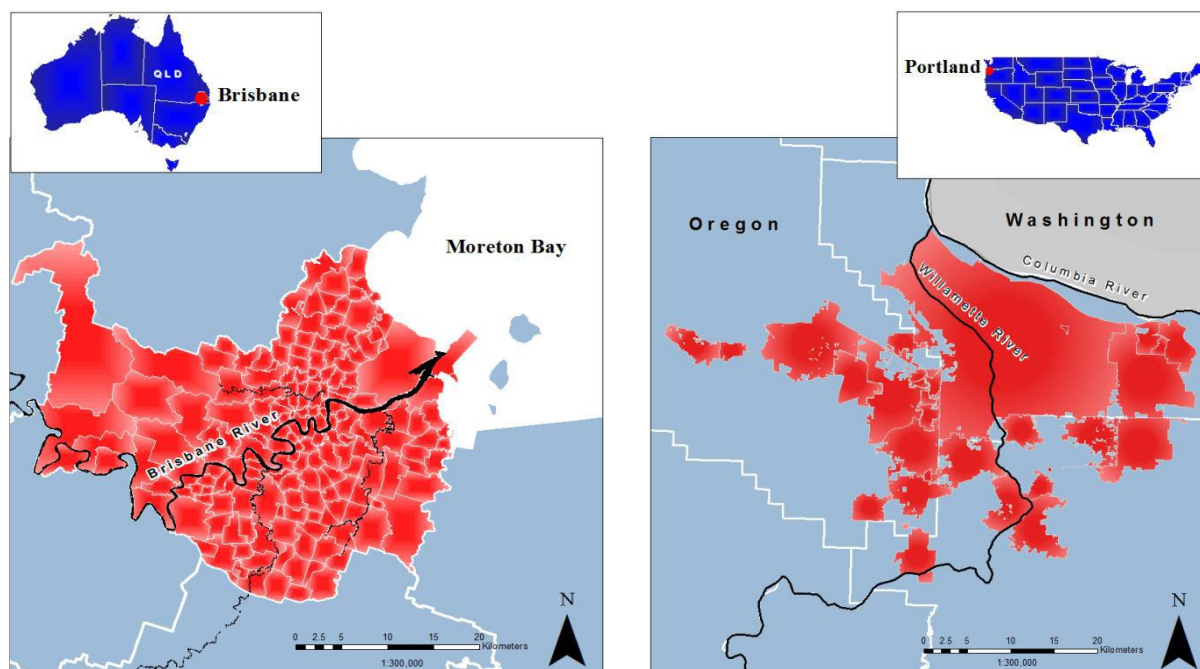 QLD
Brisbane
Moreton Bay
Brisbane River
N
0 2.5 5 10 15 20
Kilometers
1:300,000
Portland
Oregon
Washington
Columbia River
Willamette River
N
0 2.5 5 10 15 20
Kilometers
1:300,000